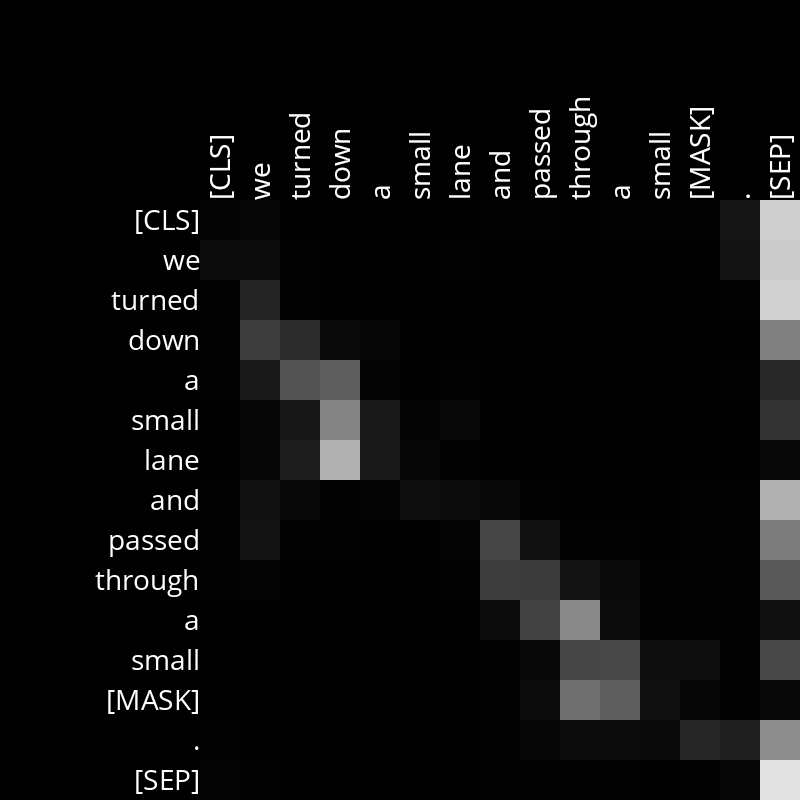 [CLS] we turned down a small lane and passed through a small [MASK] . [SEP]
[CLS]
we
turned
down
a
small
lane
and
passed
through
a
small
[MASK]
.
[SEP]